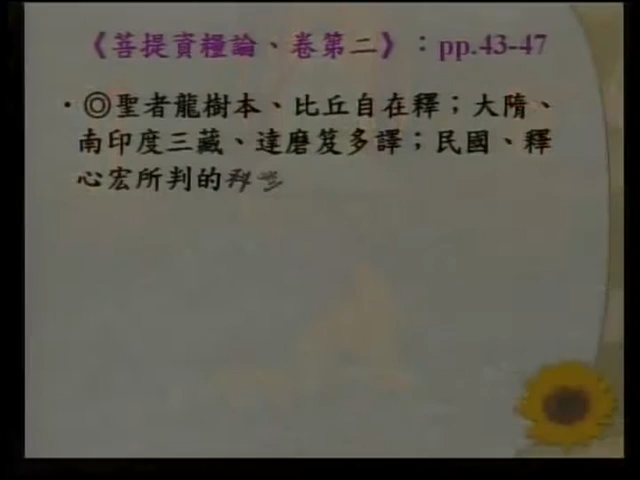 《菩提資糧論、卷第二》：pp.43-47
・◎聖者龍樹本、比丘自在釋；大隋、
南印度三藏、達磨笈多譯；民國、釋
心宏所判的